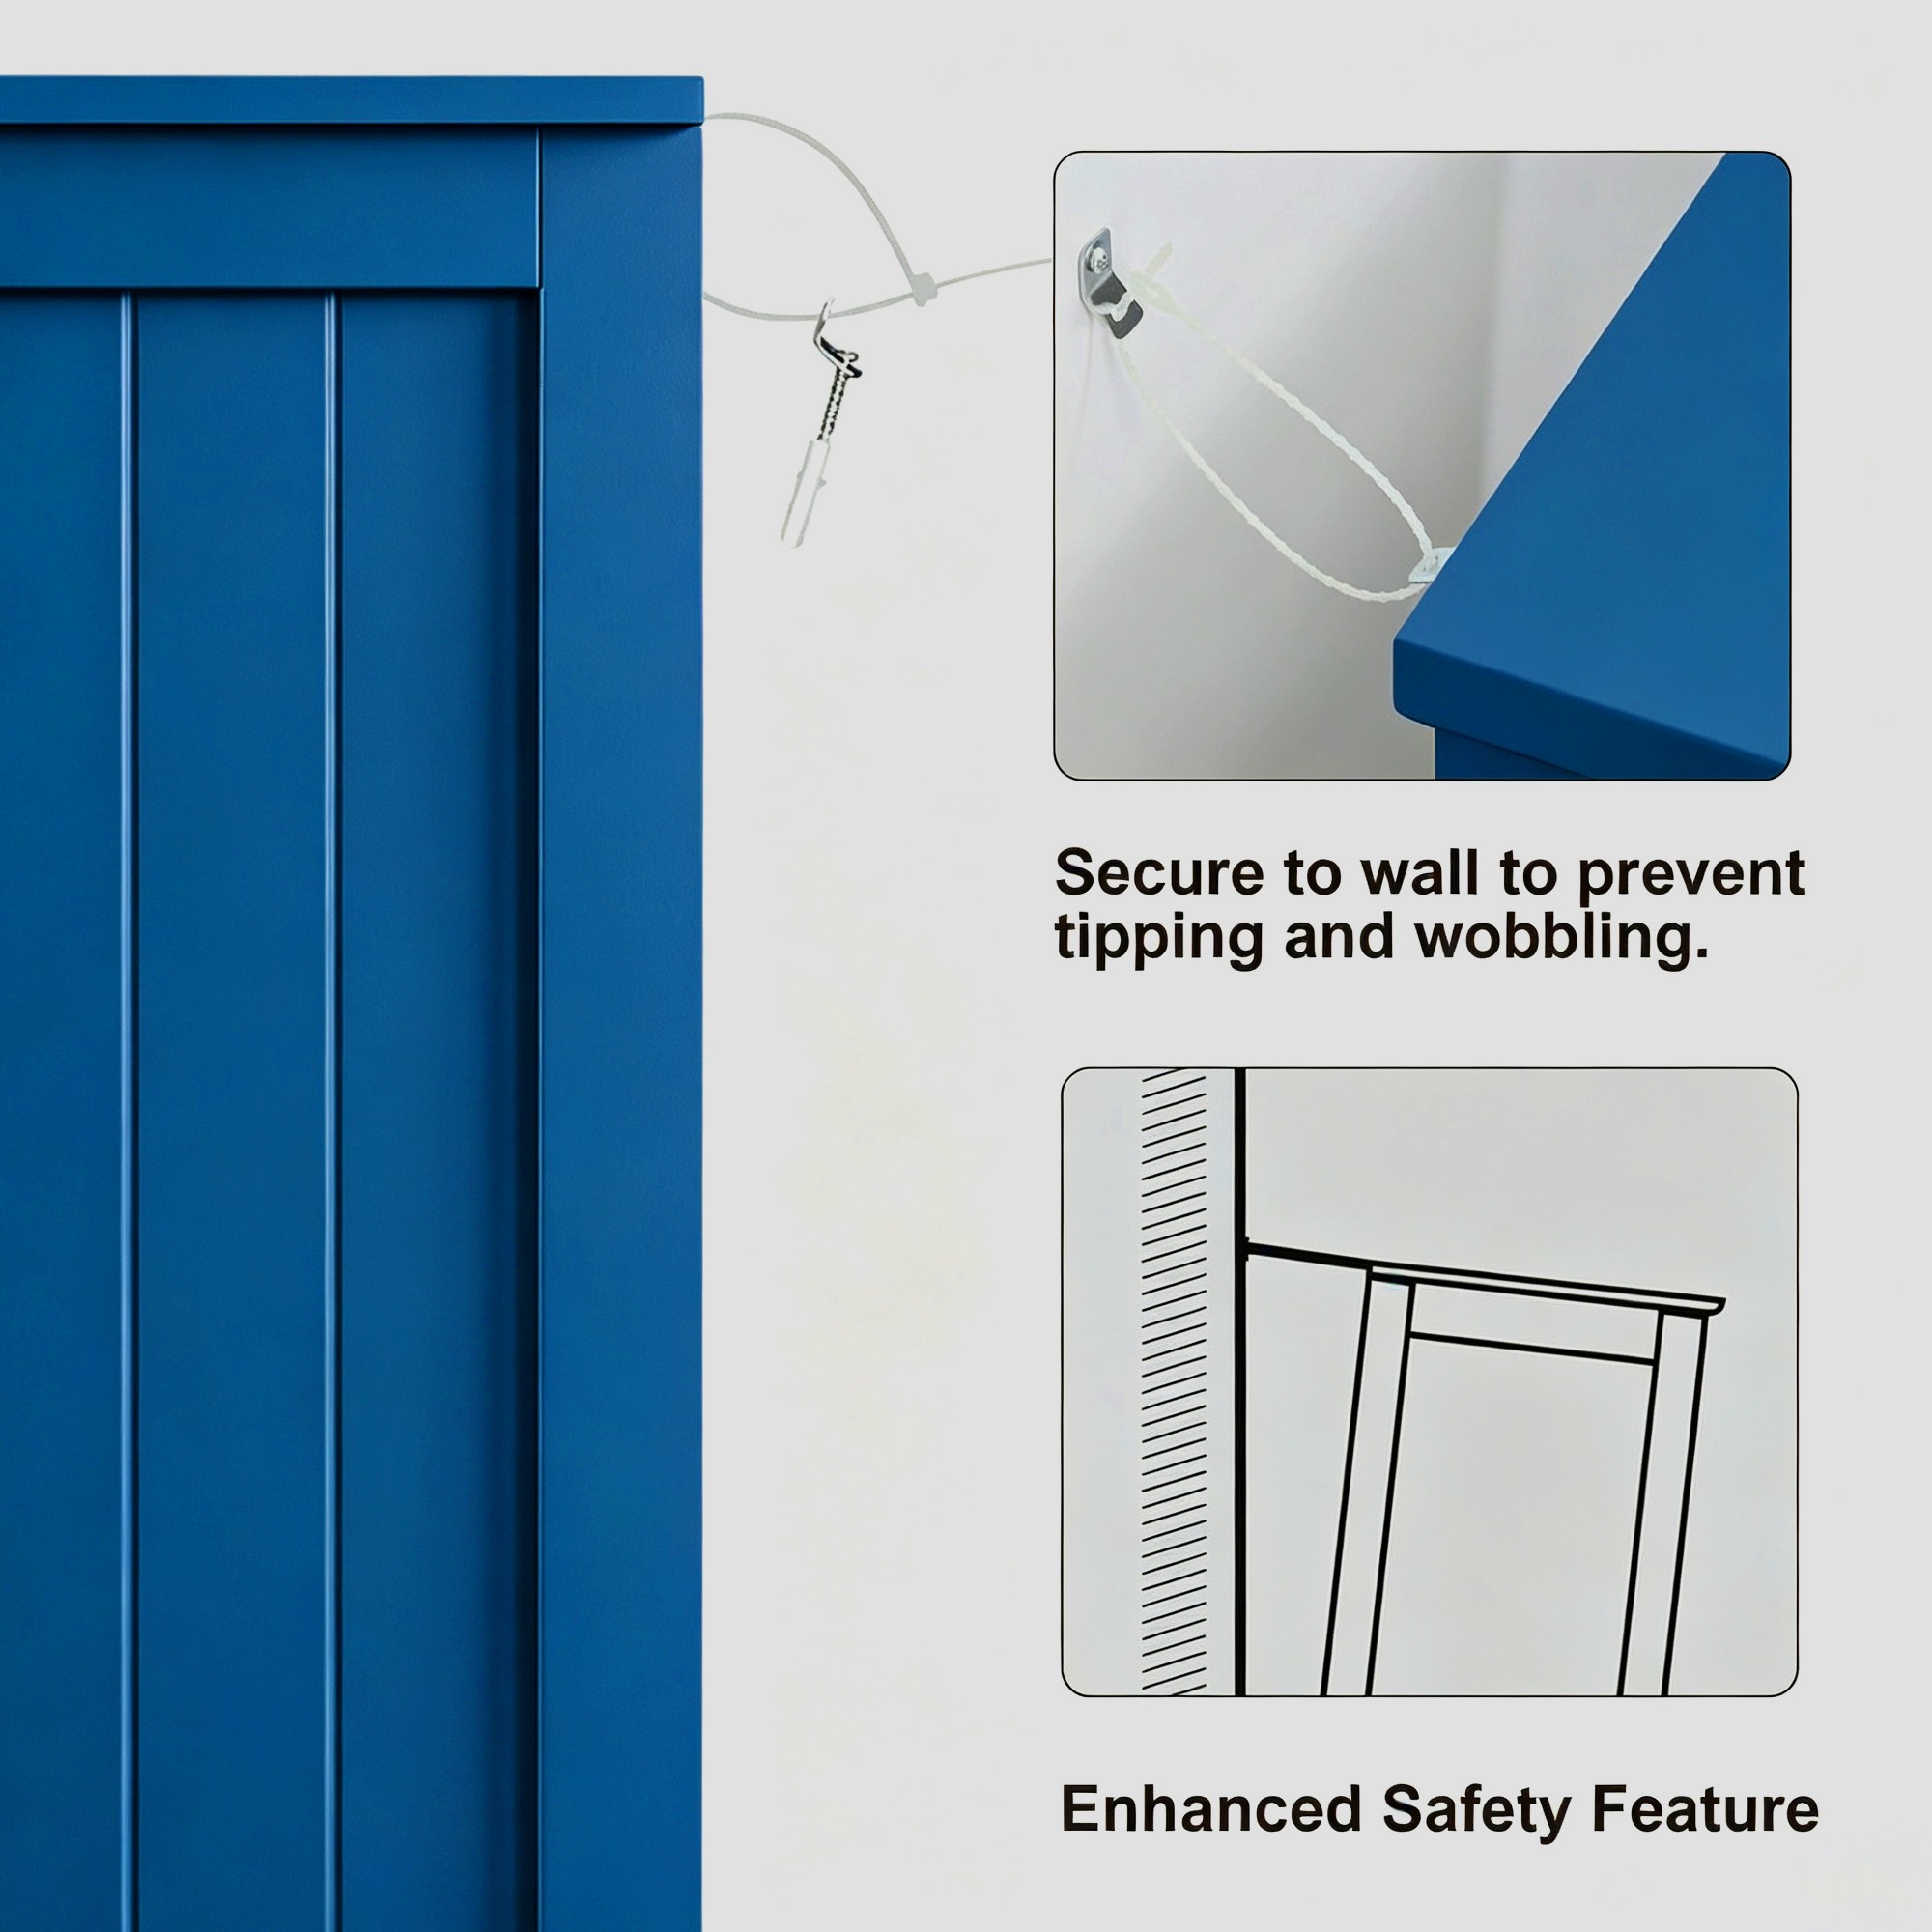 Secure to wall to prevent
tipping and wobbling.
Enhanced Safety Feature